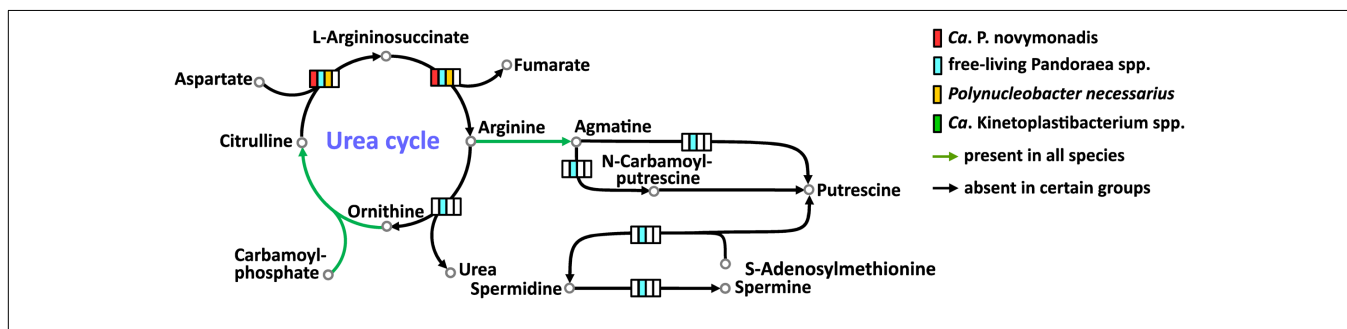 L-Argininosuccinate
Aspartate
Fumarate
Citrulline
Urea cycle
Arginine
Agmatine
N-Carbamoyl-
putrescine
Putrescine
Ornithine
Carbamoyl-
phosphate
Urea
Spermidine
S-Adenosylmethionine
Spermine
Ca. P. novymonadis
free-living Pandoraea spp.
Polynucleobacter necessarius
Ca. Kinetoplastibacterium spp.
present in all species
absent in certain groups